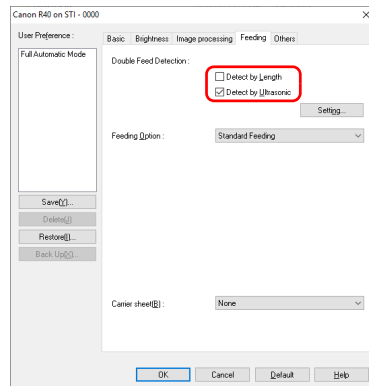 Canon R40 on STI - 0000
User Preference :
Full Automatic Mode
Save(Y)...
Delete(J)
Restore(I)...
Back Up(X)...
Basic Brightness Image processing Feeding Others
Double Feed Detection :
Detect by Length
Detect by Ultrasonic
Setting...
Feeding Option : Standard Feeding
Carrier sheet(B) : None
OK Cancel Default Help